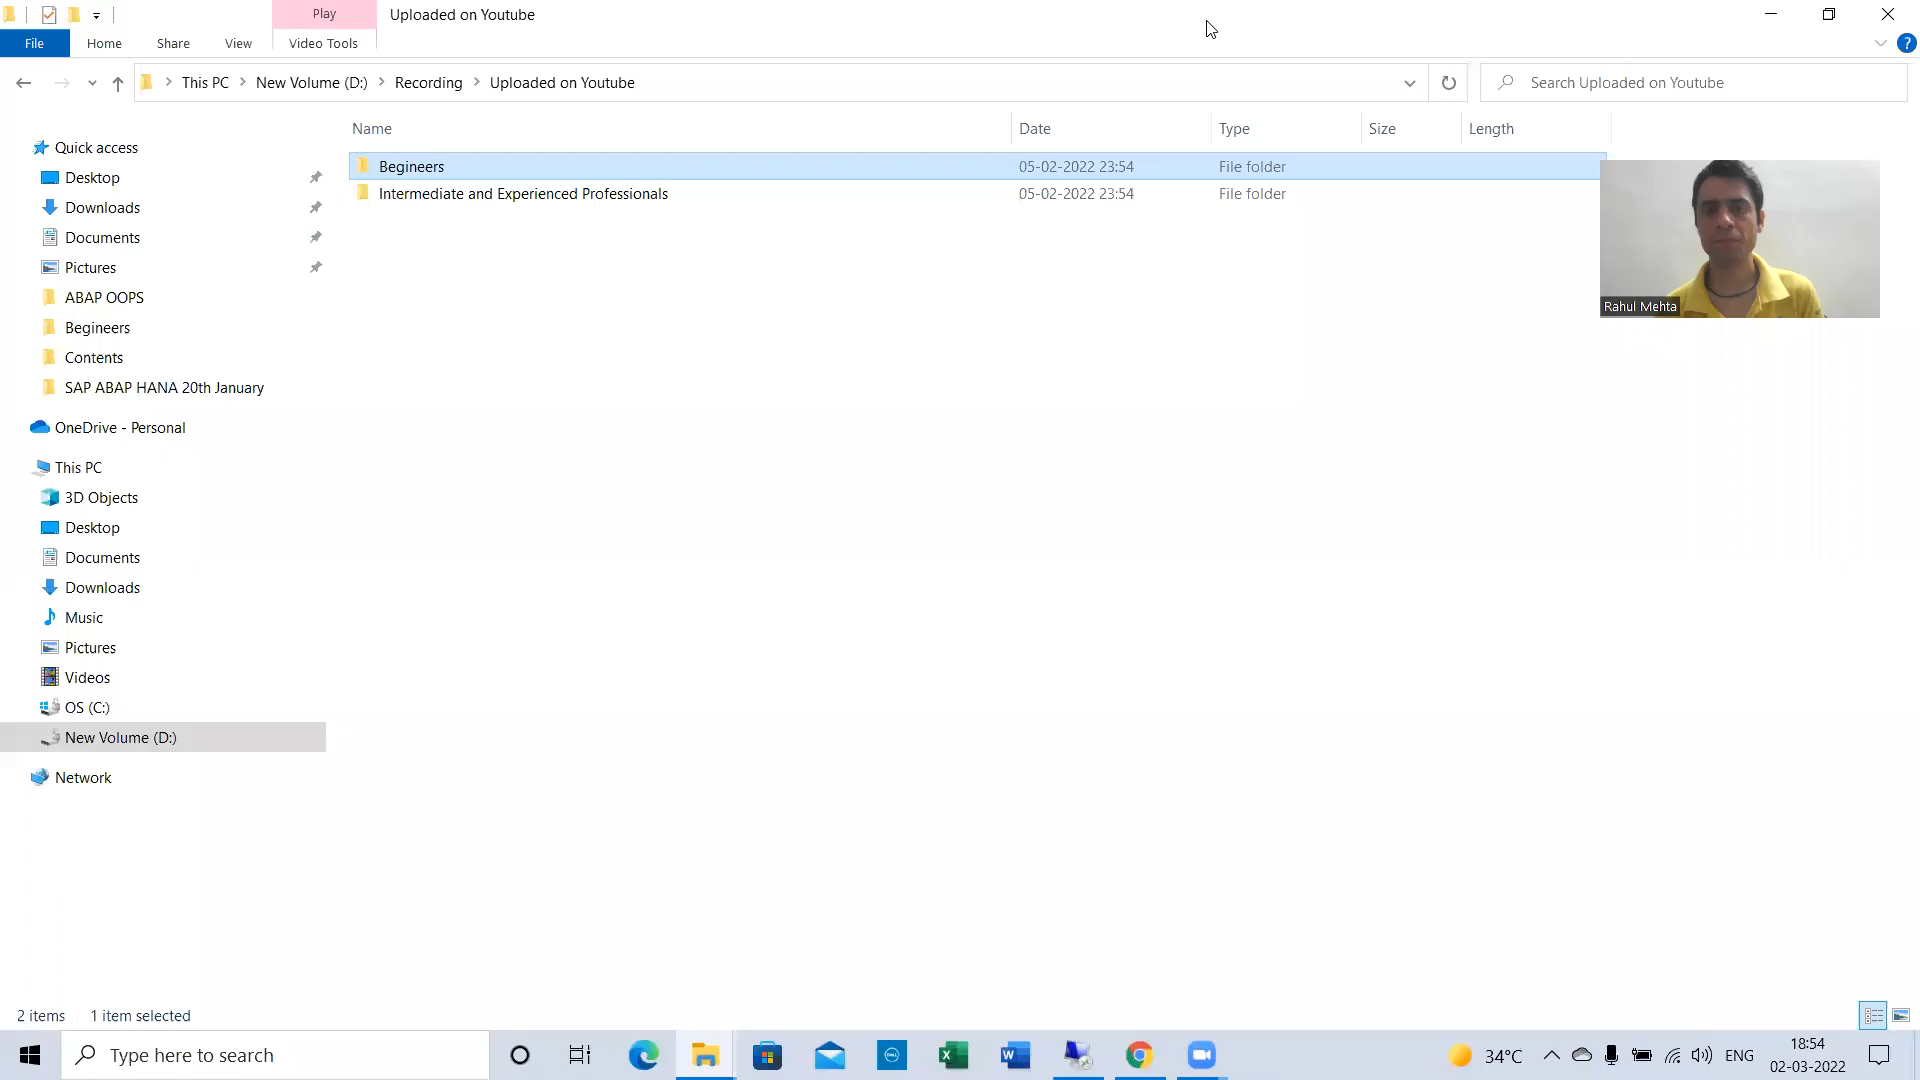 Play
Uploaded on Youtube
File
Home
Share
View
Video Tools
?
This PC
New Volume (D:)
Recording
Uploaded on Youtube
Search Uploaded on Youtube
Name
Date
Type
Size
Length
Begineers
05-02-2022 23:54
File folder
Intermediate and Experienced Professionals
05-02-2022 23:54
File folder
Rahul Mehta
Quick access
Desktop
Downloads
Documents
Pictures
ABAP OOPS
Begineers
Contents
SAP ABAP HANA 20th January
OneDrive - Personal
This PC
3D Objects
Desktop
Documents
Downloads
Music
Pictures
Videos
OS (C:)
New Volume (D:)
Network
2 items
1 item selected
Type here to search
DELL
X
W
34°C
ENG
18:54
02-03-2022